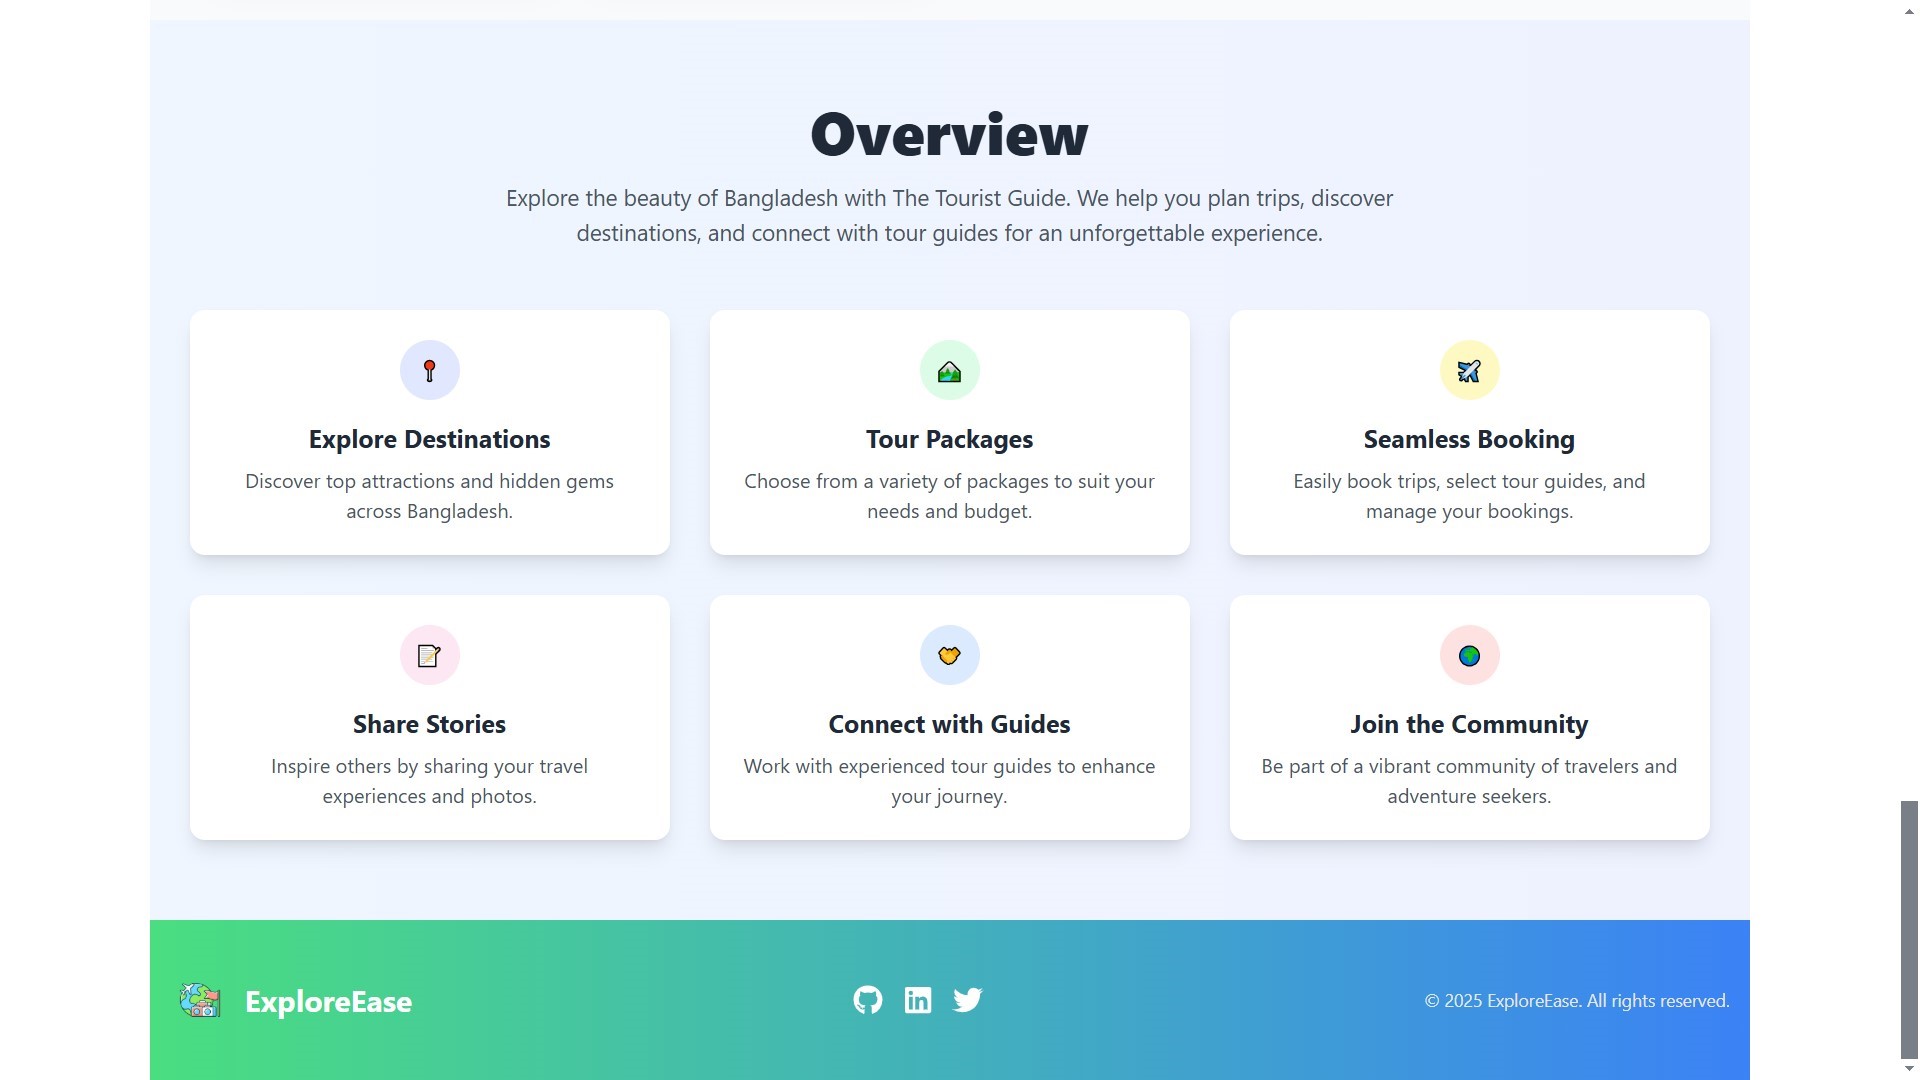 Overview
Explore the beauty of Bangladesh with The Tourist Guide. We help you plan trips, discover
destinations, and connect with tour guides for an unforgettable experience.
Explore Destinations
Discover top attractions and hidden gems
across Bangladesh.
Tour Packages
Choose from a variety of packages to suit your
needs and budget.
Seamless Booking
Easily book trips, select tour guides, and
manage your bookings.
Share Stories
Inspire others by sharing your travel
experiences and photos.
Connect with Guides
Work with experienced tour guides to enhance
your journey.
Join the Community
Be part of a vibrant community of travelers and
adventure seekers.
ExploreEase
© 2025 ExploreEase. All rights reserved.